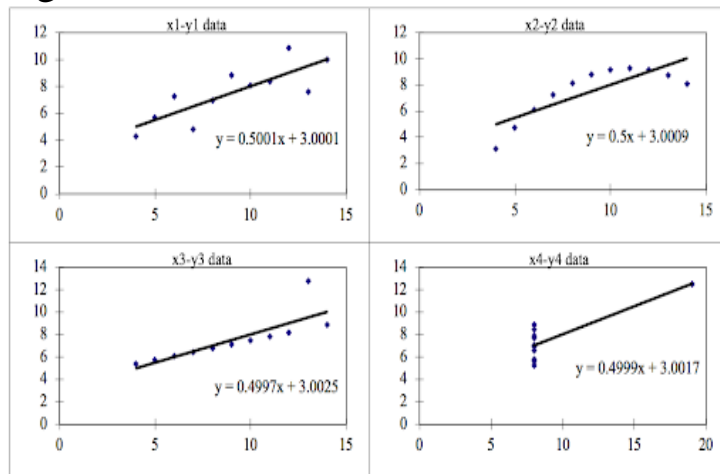 x1-y1 data
12
10
8
6
4
2
0
0 5 10 15
y = 0.5001x + 3.0001
x2-y2 data
12
10
8
6
4
2
0
0 5 10 15
y = 0.5x + 3.0009
x3-y3 data
14
12
10
8
6
4
2
0
0 5 10 15
y = 0.4997x + 3.0025
x4-y4 data
14
12
10
8
6
4
2
0
0 5 10 15 20
y = 0.4999x + 3.0017